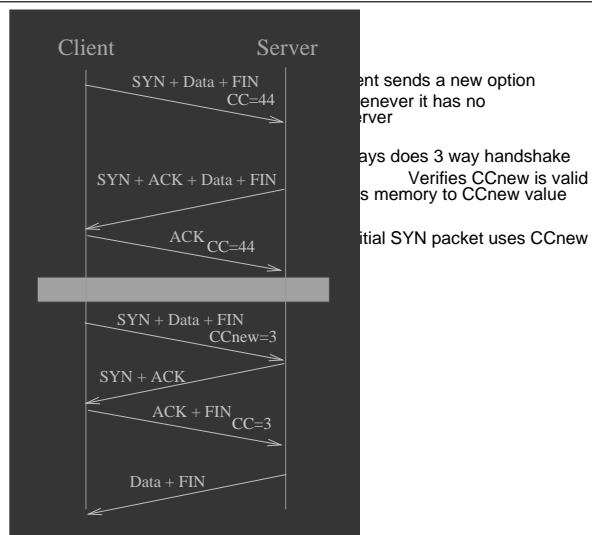 Client Server
SYN + Data + FIN
CC=44
SYN + ACK + Data + FIN
ACK
CC=44
SYN + Data + FIN
CCnew=3
SYN + ACK
ACK + FIN
CC=3
Data + FIN
ent sends a new option
enever it has no
erver
ays does 3 way handshake
Verifies CCnew is valid
s memory to CCnew value
itial SYN packet uses CCnew